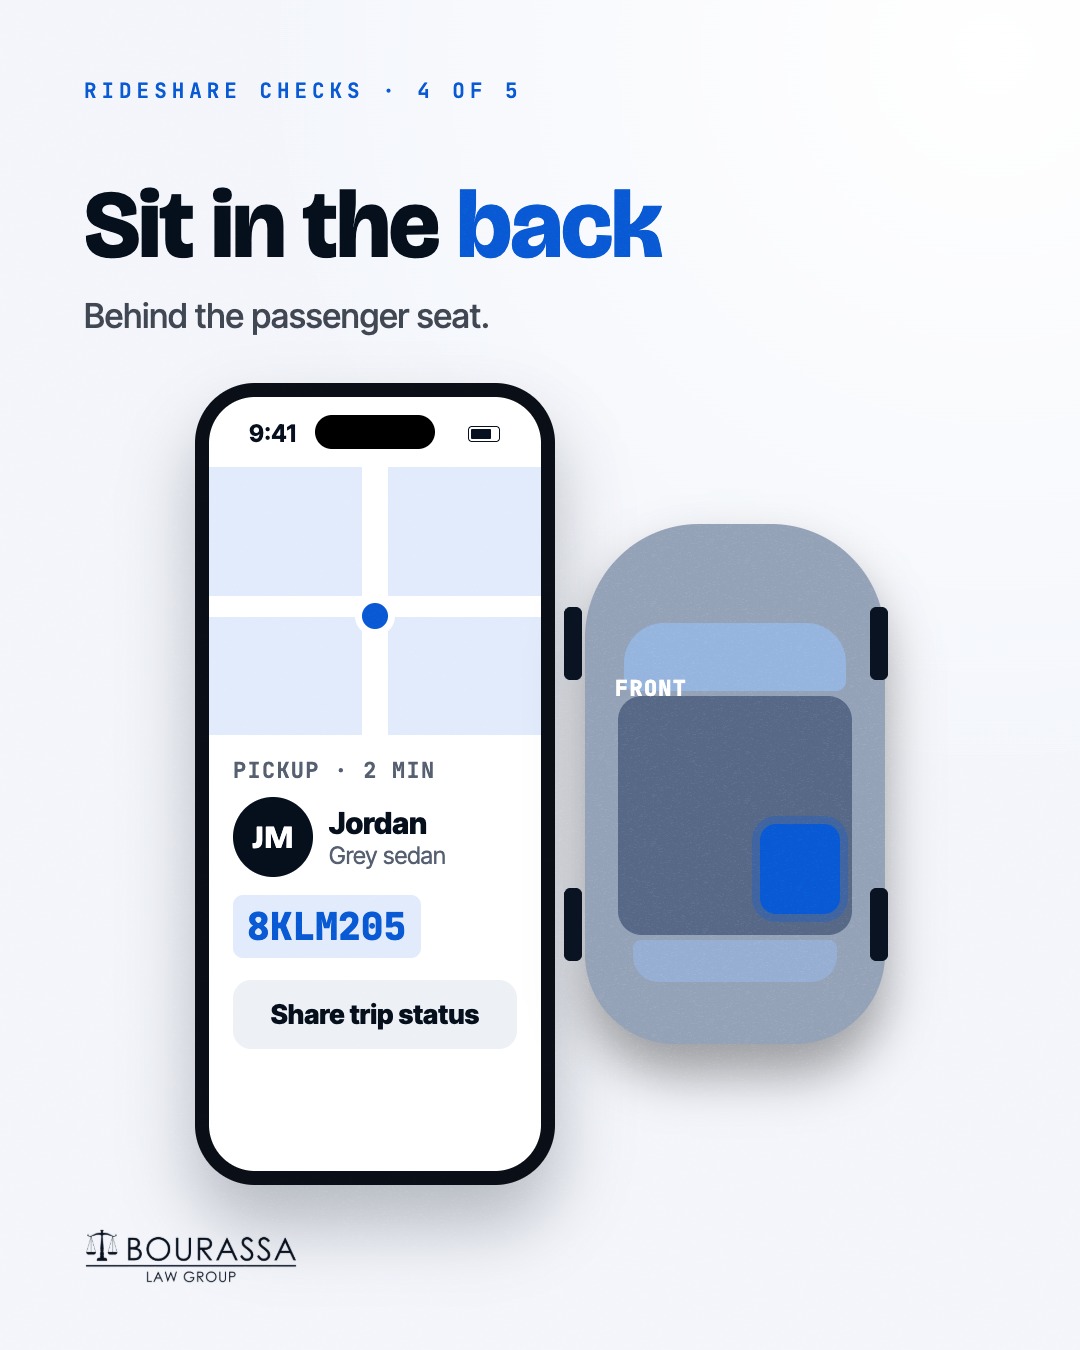 RIDESHARE CHECKS · 4 OF 5
Sit in the back
Behind the passenger seat.
9:41
PICKUP · 2 MIN
JM
Jordan
Grey sedan
8KLM205
Share trip status
FRONT
BOURASSA
LAW GROUP